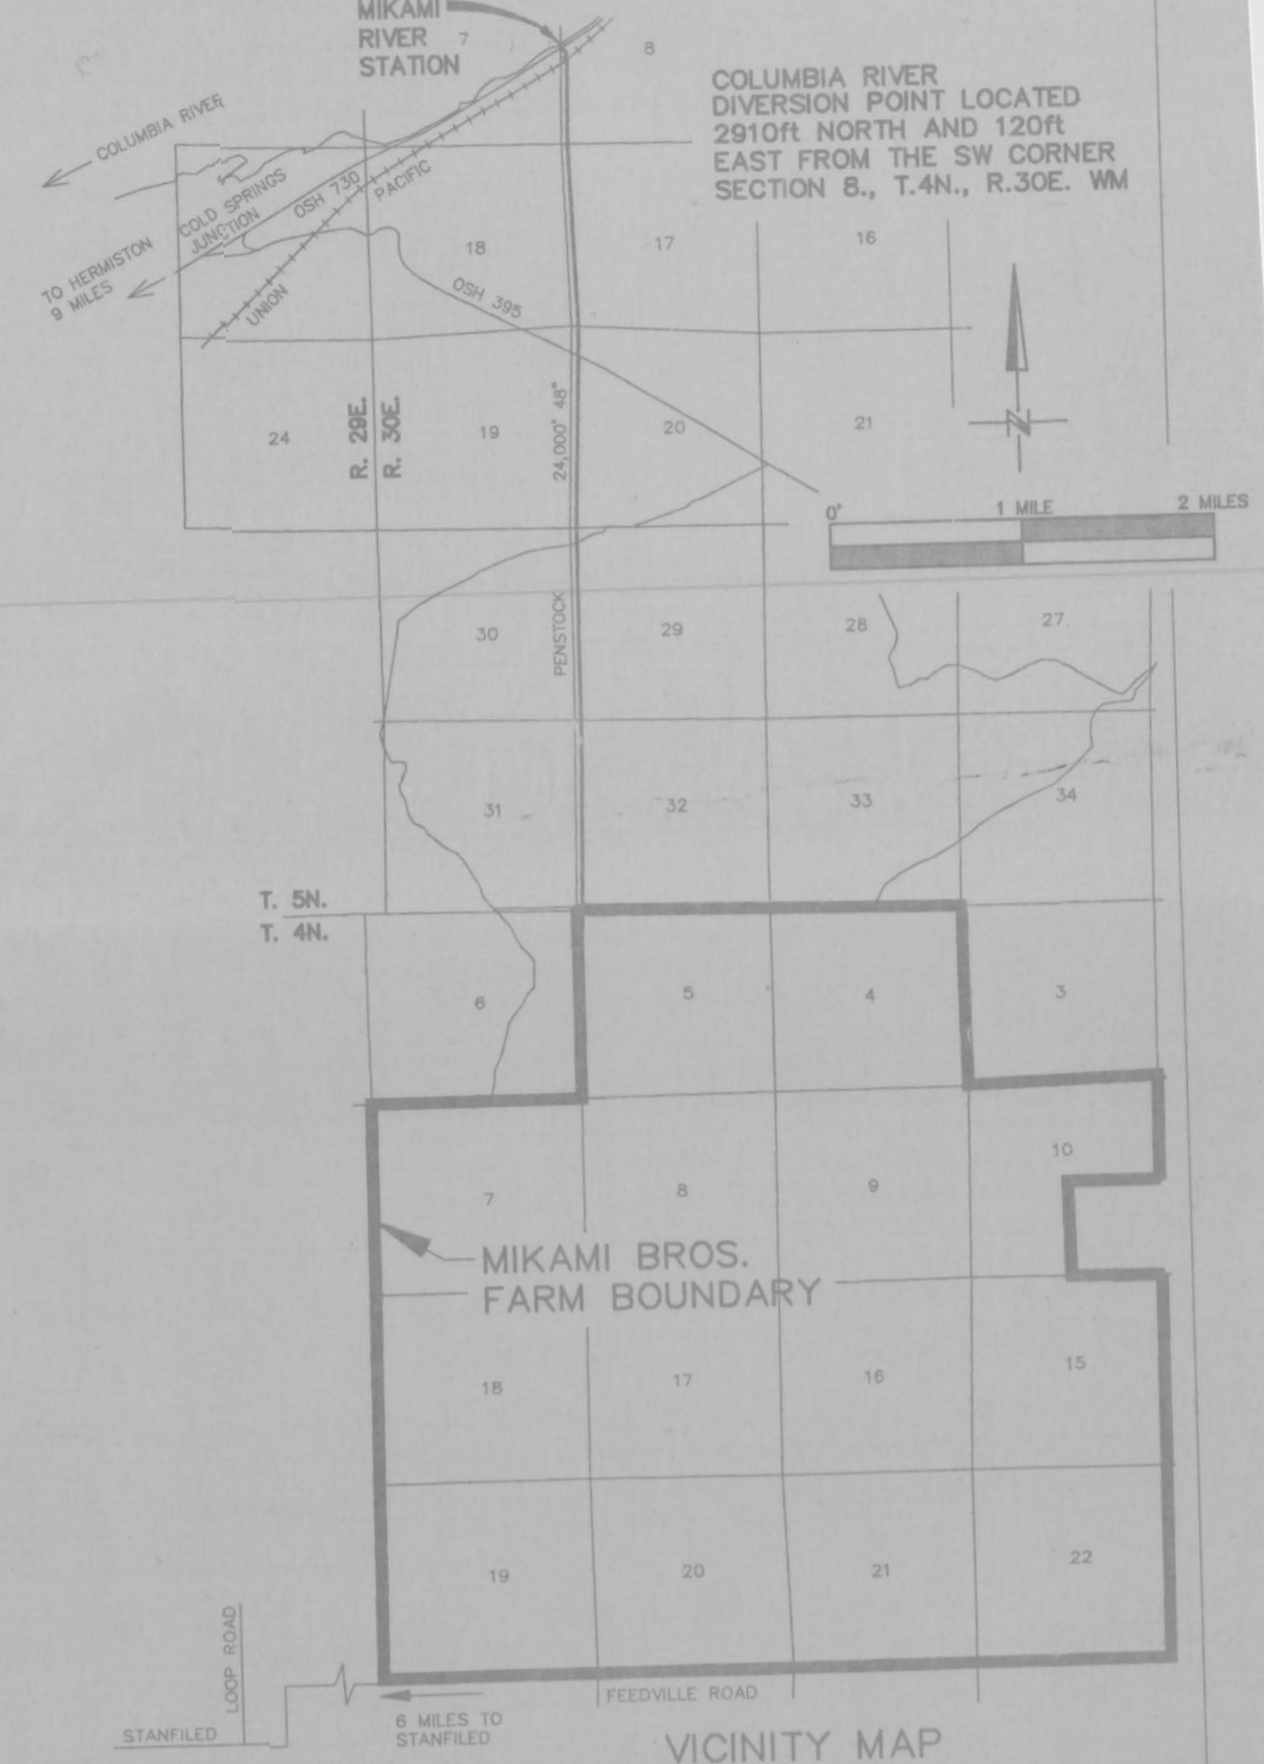 MIKAMI
RIVER
STATION
7
8
COLUMBIA RIVER
DIVERSION POINT LOCATED
2910ft NORTH AND 120ft
EAST FROM THE SW CORNER
SECTION 8., T.4N., R.30E. WM
COLUMBIA RIVER
COLD SPRINGS
JUNCTION
OSH 730
PACIFIC
UNION
TO HERMISTON
9 MILES
18
17
16
OSH 395
R. 29E.
R. 30E.
24
19
24,000' 48"
20
21
0'
1 MILE
2 MILES
30
PENSTOCK
29
28
27
31
32
33
34
T. 5N.
T. 4N.
6
5
4
3
7
8
9
10
MIKAMI BROS.
FARM BOUNDARY
18
17
16
15
19
20
21
22
LOOP ROAD
STANFILED
6 MILES TO
STANFILED
FEEDVILLE ROAD
VICINITY MAP